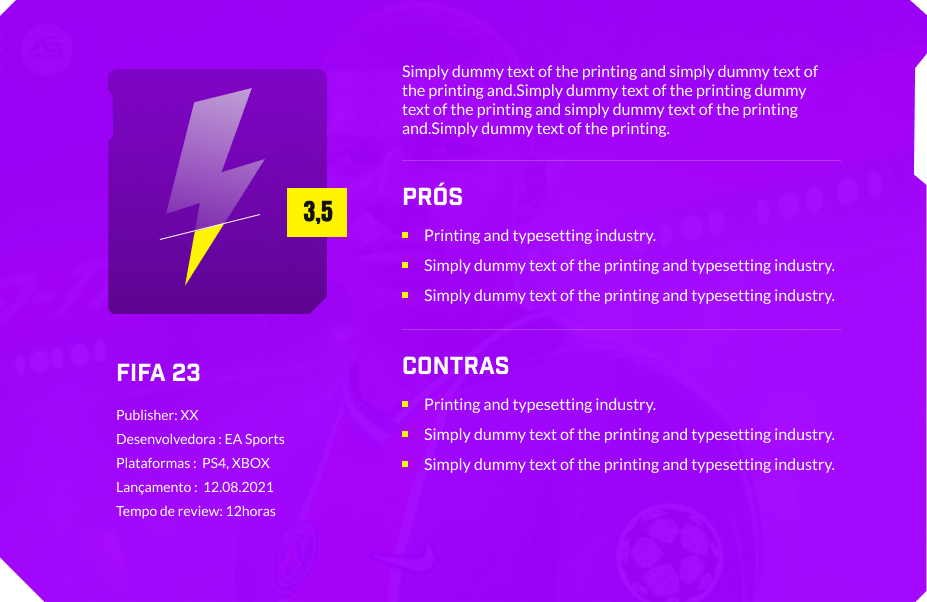 Simply dummy text of the printing and simply dummy text of
the printing and.Simply dummy text of the printing dummy
text of the printing and simply dummy text of the printing
and.Simply dummy text of the printing.
3,5
PRÓS
Printing and typesetting industry.
Simply dummy text of the printing and typesetting industry.
Simply dummy text of the printing and typesetting industry.
CONTRAS
Printing and typesetting industry.
Simply dummy text of the printing and typesetting industry.
Simply dummy text of the printing and typesetting industry.
FIFA 23
Publisher: XX
Desenvolvedora : EA Sports
Plataformas : PS4, XBOX
Lançamento : 12.08.2021
Tempo de review: 12horas